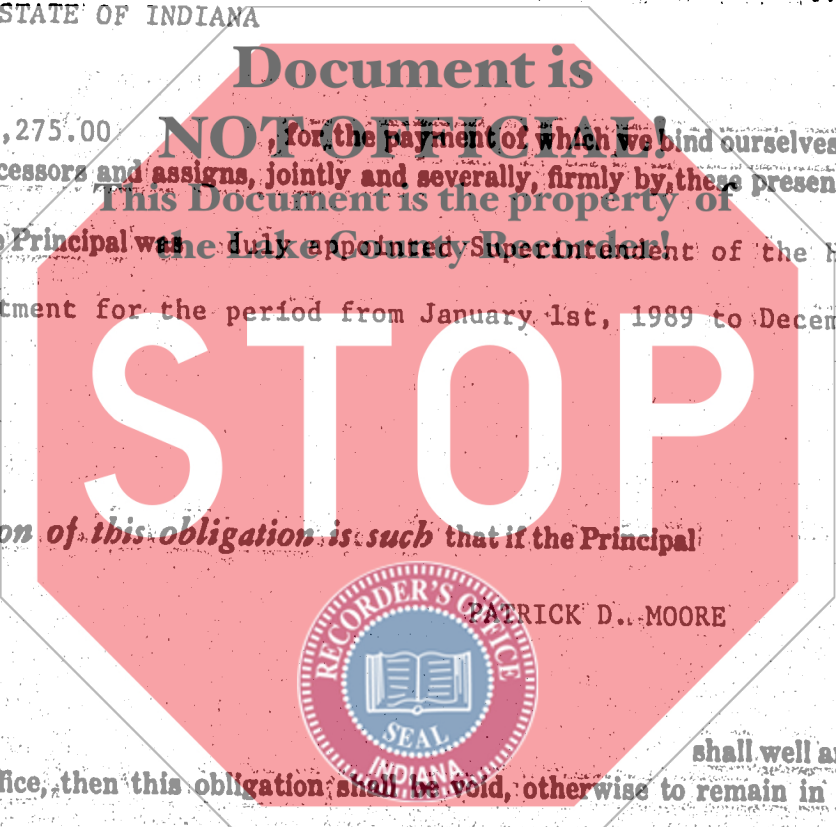 STATE OF INDIANA
Document is
,275.00 , for the payment of which we bind ourselves
NOT OFFICIAL!
cessors and assigns, jointly and severally, firmly by these presen
This Document is the property of
Principal was duly appointed Superintendent of the H
the Lake County Recorder!
tment for the period from January 1st, 1989 to Decem
STOP
on of this obligation is such that if the Principal
RECORDER'S OFFICE
PATRICK D. MOORE
SEAL
INDIANA
shall well a
fice, then this obligation shall be void, otherwise to remain in